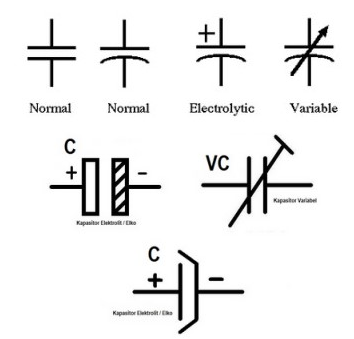 +
Normal Normal Electrolytic Variable
C
+ -
Kapasitor Elektrolit / Elko
VC
Kapasitor Variabel
C
+ -
Kapasitor Elektrolit / Elko